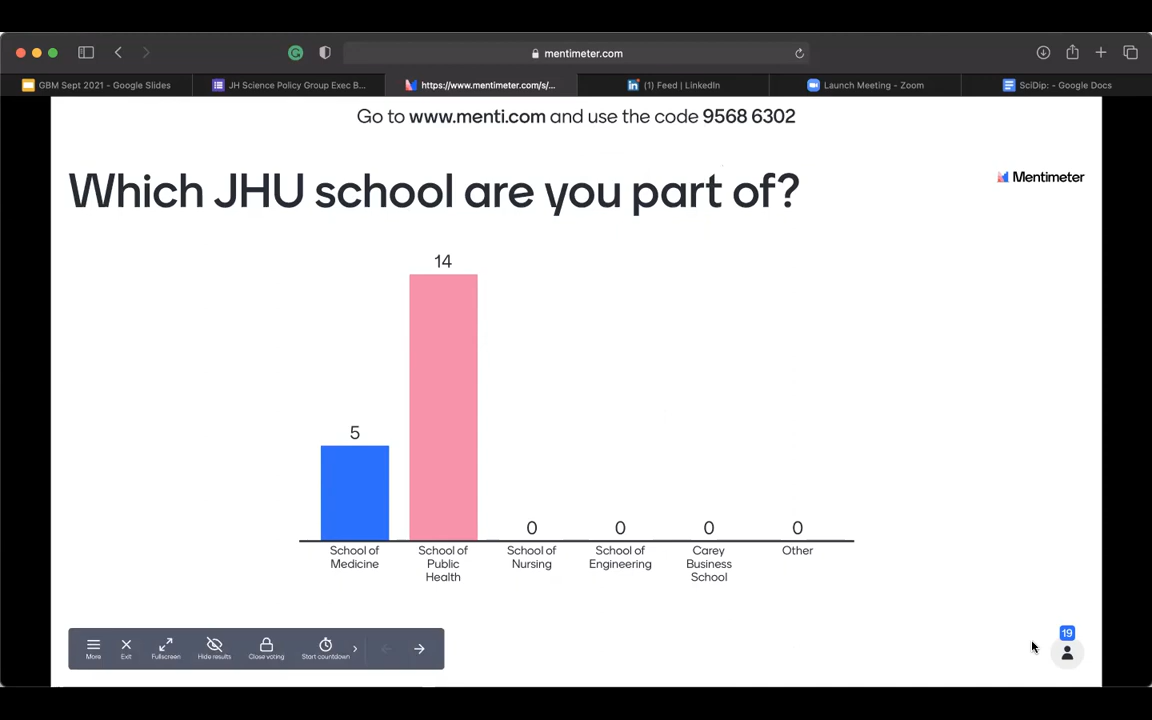 mentimeter.com
GBM Sept 2021 - Google Slides
JH Science Policy Group Exec B...
https://www.mentimeter.com/s/...
(1) Feed | LinkedIn
Launch Meeting - Zoom
SciDip: - Google Docs
Go to www.menti.com and use the code 9568 6302
Which JHU school are you part of?
Mentimeter
14
5
0
0
0
0
School of
Medicine
School of
Public
Health
School of
Nursing
School of
Engineering
Carey
Business
School
Other
More
Exit
Fullscreen
Hide results
Close voting
Start countdown
19